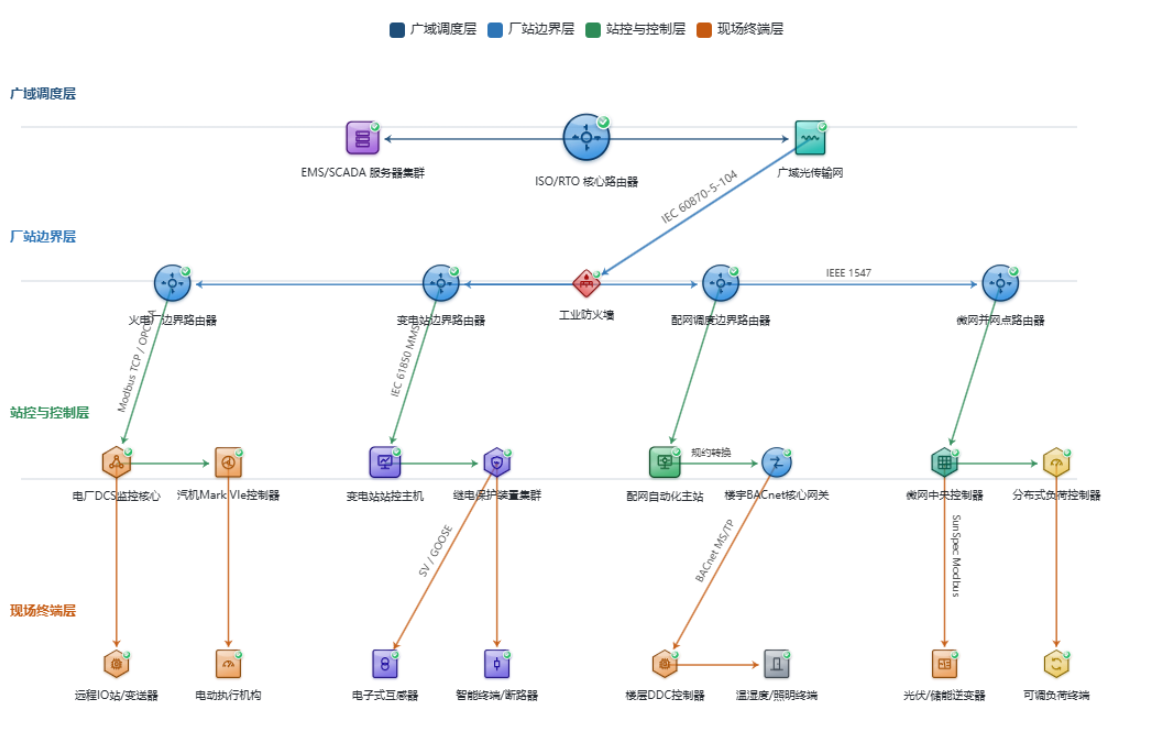 广域调度层 厂站边界层 站控与控制层 现场终端层
广域调度层
EMS/SCADA 服务器集群
ISO/RTO 核心路由器
广域光传输网
IEC 60870-5-104
厂站边界层
IEEE 1547
火电厂边界路由器
变电站边界路由器
工业防火墙
配网调度边界路由器
微网并网点路由器
Modbus TCP / OPC UA
IEC 61850 MMS
站控与控制层
规约转换
电厂DCS监控核心
汽机Mark VIe控制器
变电站站控主机
继电保护装置集群
配网自动化主站
楼宇BACnet核心网关
微网中央控制器
分布式负荷控制器
SV / GOOSE
BACnet MS/TP
SunSpec Modbus
现场终端层
远程IO站/变送器
电动执行机构
电子式互感器
智能终端/断路器
楼层DDC控制器
温湿度/照明终端
光伏/储能逆变器
可调负荷终端